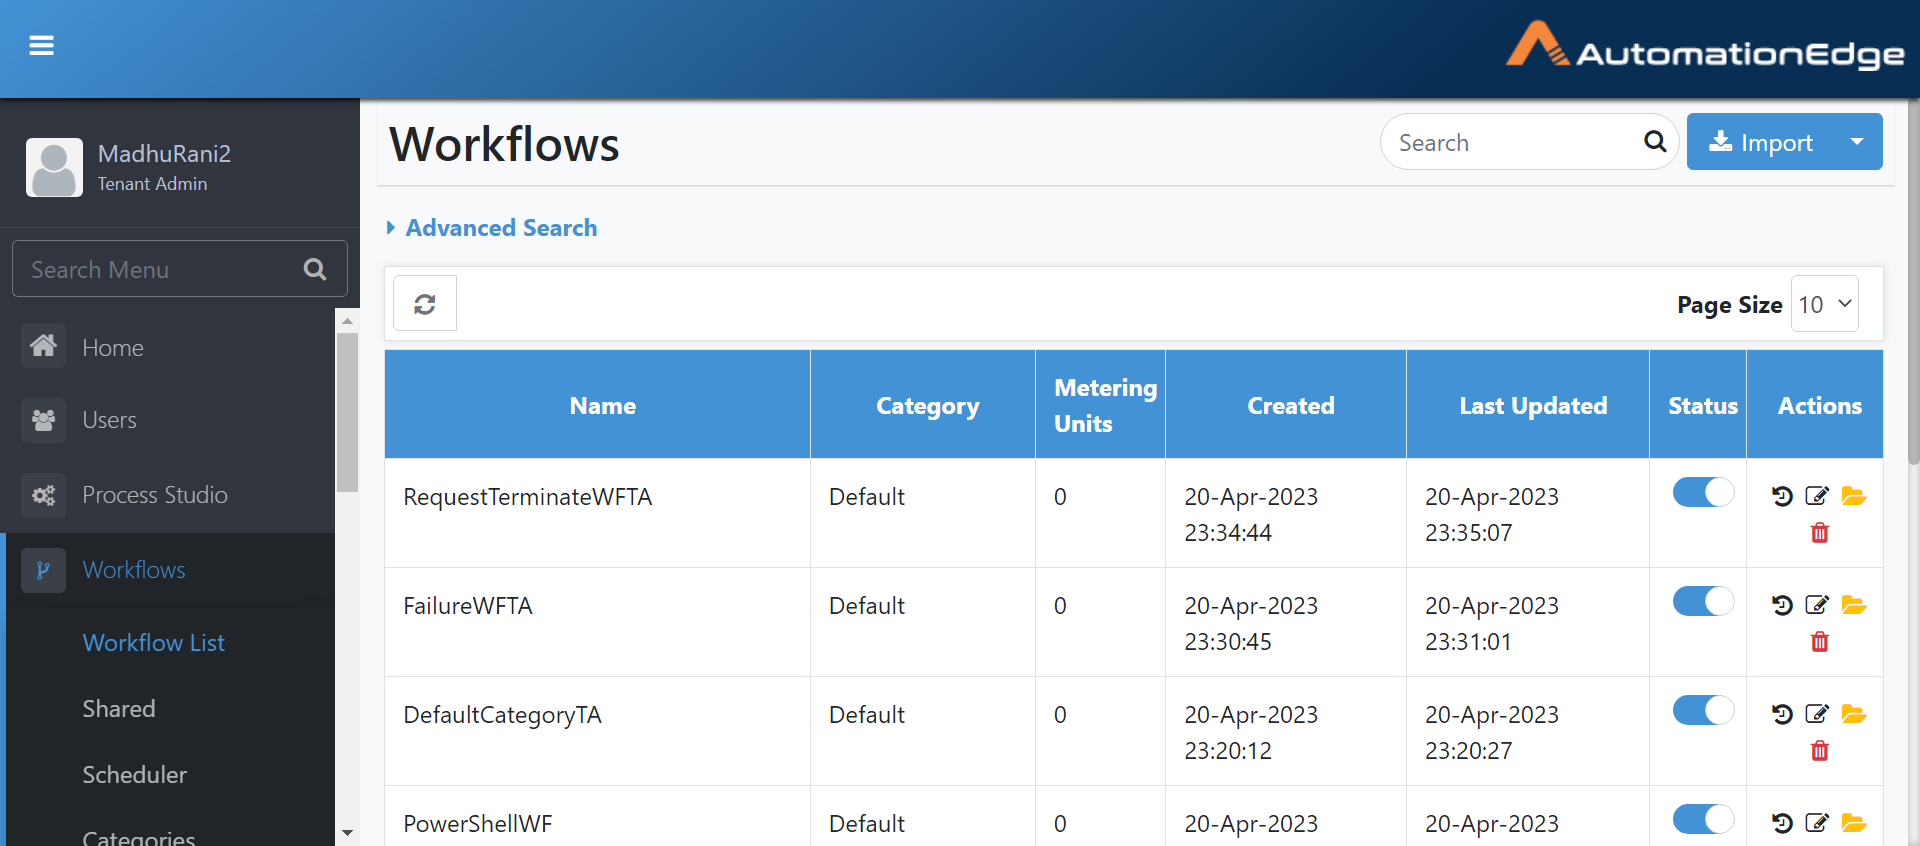 AutomationEdge
MadhuRani2
Tenant Admin
Search Menu
Home
Users
Process Studio
Workflows
Workflow List
Shared
Scheduler
Categories
Workflows
Search
Import
Advanced Search
Page Size 10
Name Category Metering Units Created Last Updated Status Actions
RequestTerminateWFTA Default 0 20-Apr-2023 23:34:44 20-Apr-2023 23:35:07
FailureWFTA Default 0 20-Apr-2023 23:30:45 20-Apr-2023 23:31:01
DefaultCategoryTA Default 0 20-Apr-2023 23:20:12 20-Apr-2023 23:20:27
PowerShellWF Default 0 20-Apr-2023 20-Apr-2023